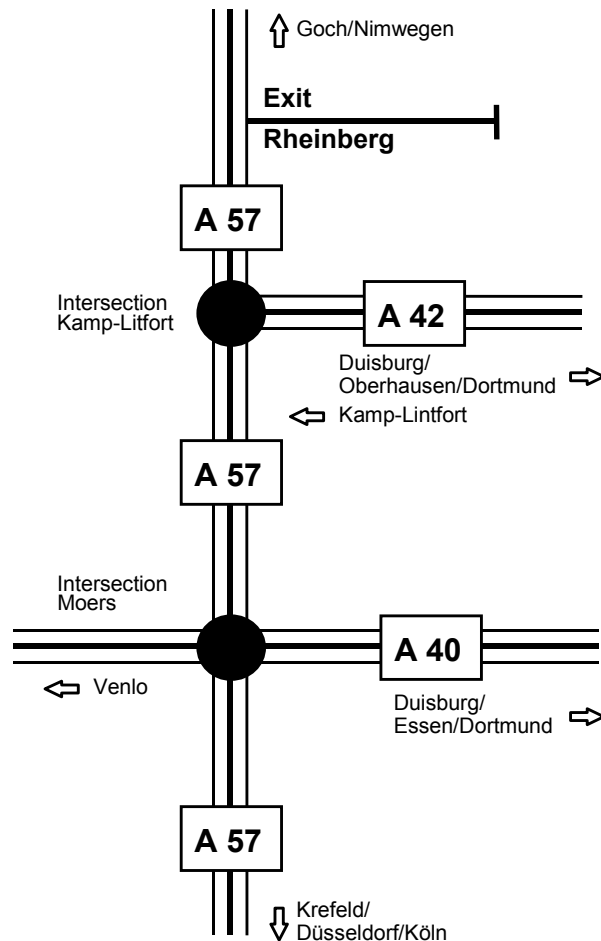 Goch/Nimwegen
Exit
Rheinberg
A 57
Intersection
Kamp-Litfort
A 42
Duisburg/
Oberhausen/Dortmund
Kamp-Lintfort
A 57
Intersection
Moers
A 40
Venlo
Duisburg/
Essen/Dortmund
A 57
Krefeld/
Düsseldorf/Köln